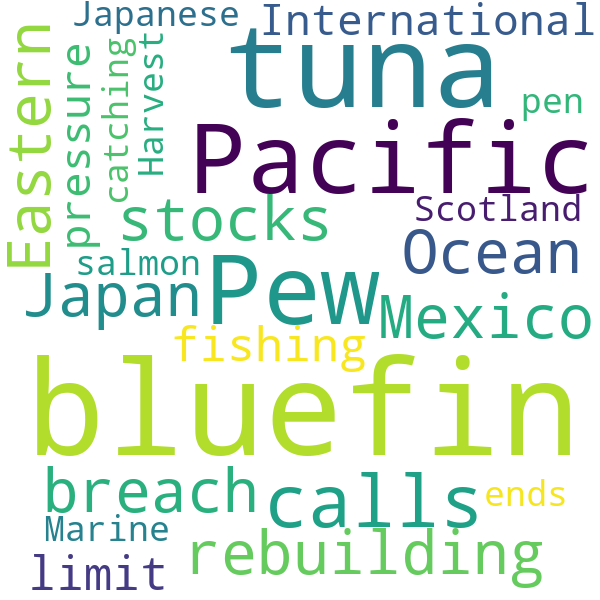 Japanese
International
tuna
Eastern
pressure
catching
Harvest
pen
Pacific
Scotland
stocks
Ocean
salmon
Japan
Pew
Mexico
fishing
bluefin
breach
calls
ends
Marine
rebuilding
limit